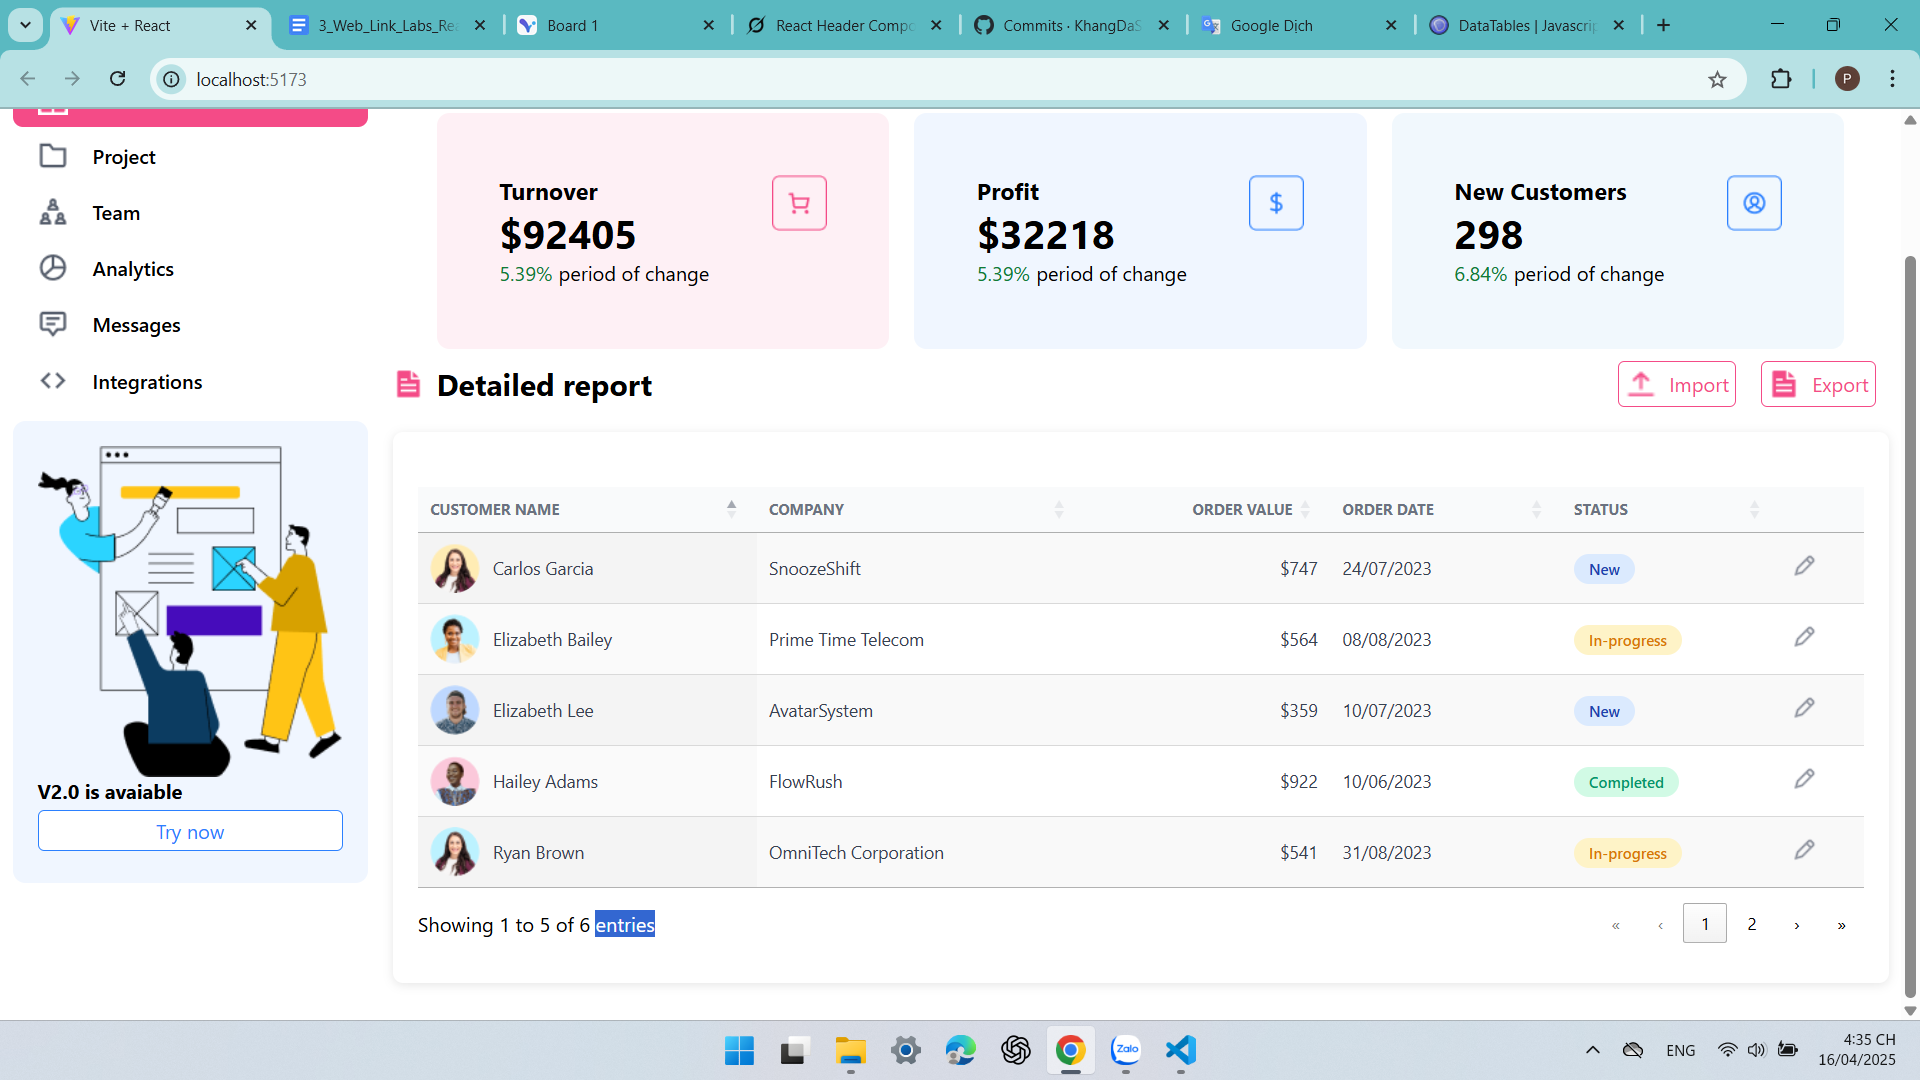 Vite + React
3_Web_Link_Labs_Rea
Board 1
React Header Compo
Commits · KhangDaS
Google Dịch
DataTables | Javascrip
localhost:5173
P
Project
Team
Analytics
Messages
Integrations
V2.0 is avaiable
Try now
Turnover
$92405
5.39% period of change
Profit
$32218
5.39% period of change
New Customers
298
6.84% period of change
Detailed report
Import
Export
CUSTOMER NAME COMPANY ORDER VALUE ORDER DATE STATUS
Carlos Garcia SnoozeShift $747 24/07/2023 New
Elizabeth Bailey Prime Time Telecom $564 08/08/2023 In-progress
Elizabeth Lee AvatarSystem $359 10/07/2023 New
Hailey Adams FlowRush $922 10/06/2023 Completed
Ryan Brown OmniTech Corporation $541 31/08/2023 In-progress
Showing 1 to 5 of 6 entries
« ‹ 1 2 › »
Zalo
ENG
4:35 CH
16/04/2025